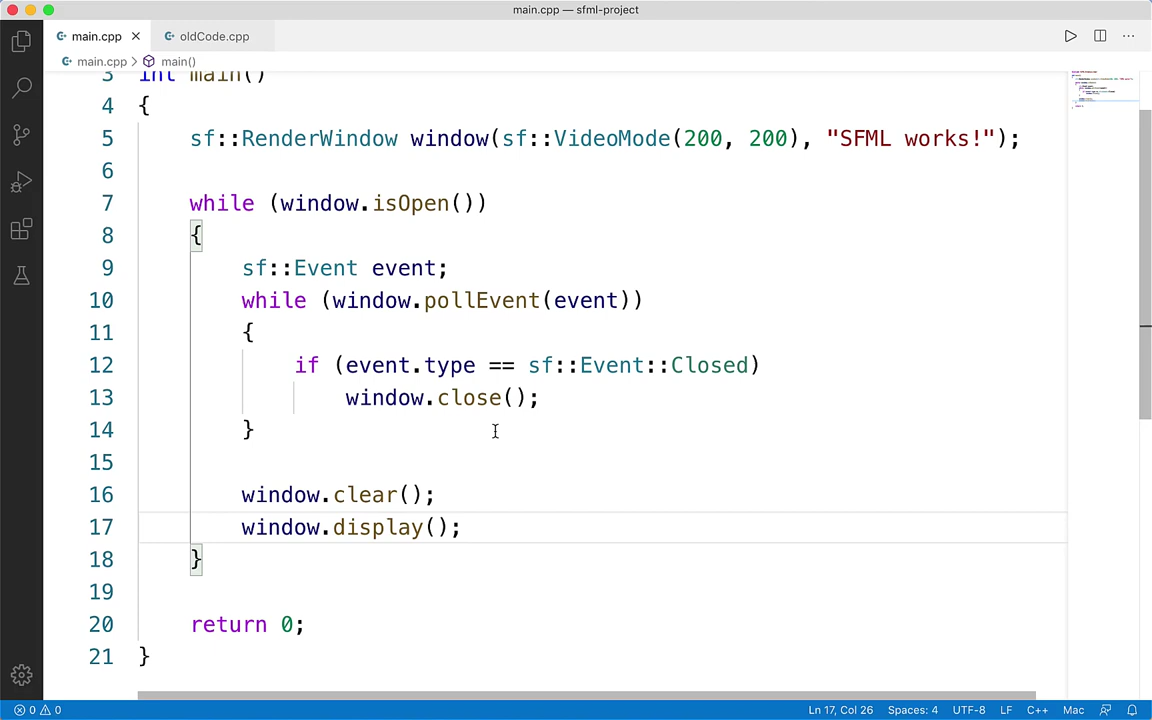 main.cpp — sfml-project
main.cpp
oldCode.cpp
main.cpp > main()
3 int main()
4 {
5 sf::RenderWindow window(sf::VideoMode(200, 200), "SFML works!");
6
7 while (window.isOpen())
8 {
9 sf::Event event;
10 while (window.pollEvent(event))
11 {
12 if (event.type == sf::Event::Closed)
13 window.close();
14 }
15
16 window.clear();
17 window.display();
18 }
19
20 return 0;
21 }
0 0 Ln 17, Col 26 Spaces: 4 UTF-8 LF C++ Mac